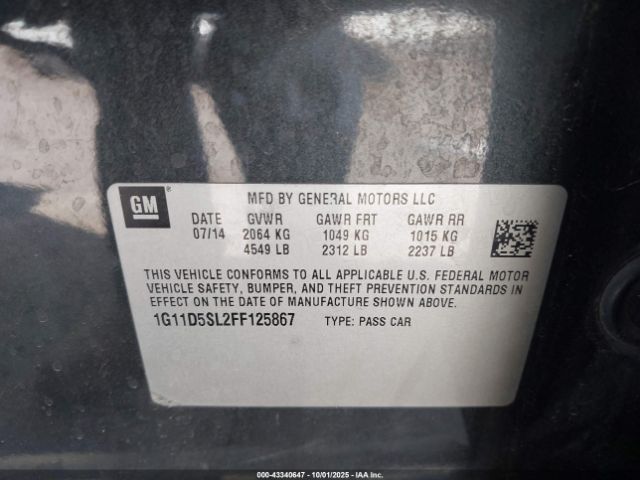 GM
MFD BY GENERAL MOTORS LLC
DATE GVWR GAWR FRT GAWR RR
07/14 2064 KG 1049 KG 1015 KG
4549 LB 2312 LB 2237 LB
THIS VEHICLE CONFORMS TO ALL APPLICABLE U.S. FEDERAL MOTOR
VEHICLE SAFETY, BUMPER, AND THEFT PREVENTION STANDARDS IN
EFFECT ON THE DATE OF MANUFACTURE SHOWN ABOVE.
1G11D5SL2FF125867 TYPE: PASS CAR
000-43340647 - 10/01/2025 - IAA Inc.